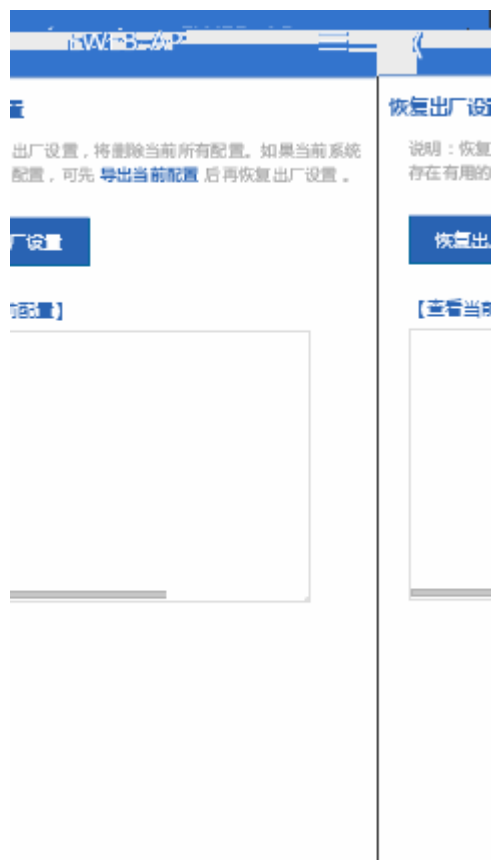 置
出厂设置，将删除当前所有配置。如果当前系统
配置，可先 导出当前配置 后再恢复出厂设置 。
厂设置
前配置】
恢复出厂设置
说明：恢复
存在有用的
恢复出
【查看当前